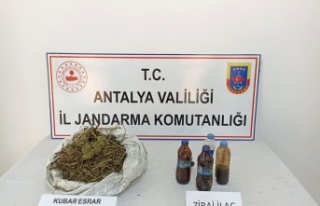 T.C.
ANTALYA VALİLİĞİ
İL JANDARMA KOMUTANLIĞI
KUBAR ESRAR
ZİRAİ İLAÇ